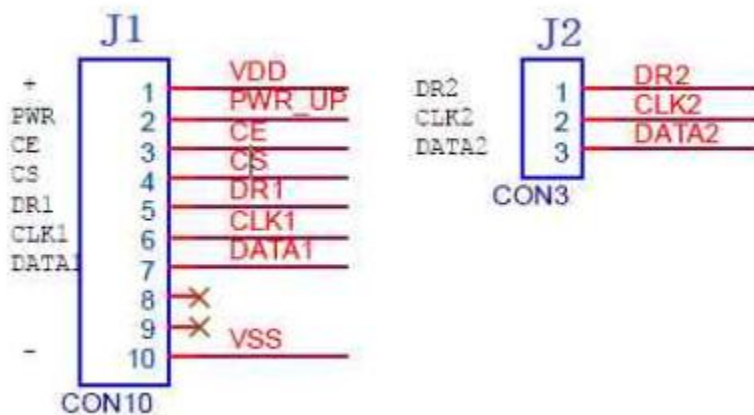 J1
+ 1 VDD
PWR 2 PWR_UP
CE 3 CE
CS 4 CS
DR1 5 DR1
CLK1 6 CLK1
DATA1 7 DATA1
8
9
- 10 VSS
CON10
J2
DR2 1 DR2
CLK2 2 CLK2
DATA2 3 DATA2
CON3